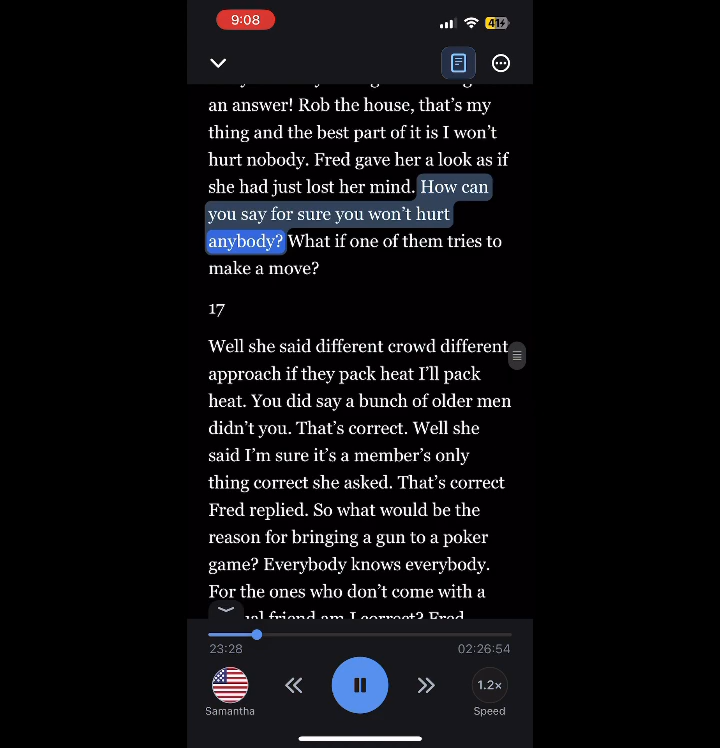 9:08
41
an answer! Rob the house, that's my
thing and the best part of it is I won't
hurt nobody. Fred gave her a look as if
she had just lost her mind. How can
you say for sure you won't hurt
anybody? What if one of them tries to
make a move?
17
Well she said different crowd different
approach if they pack heat I'll pack
heat. You did say a bunch of older men
didn't you. That's correct. Well she
said I'm sure it's a member's only
thing correct she asked. That's correct
Fred replied. So what would be the
reason for bringing a gun to a poker
game? Everybody knows everybody.
For the ones who don't come with a
friend am I correct? Fred
23:28
02:26:54
1.2×
Samantha
Speed